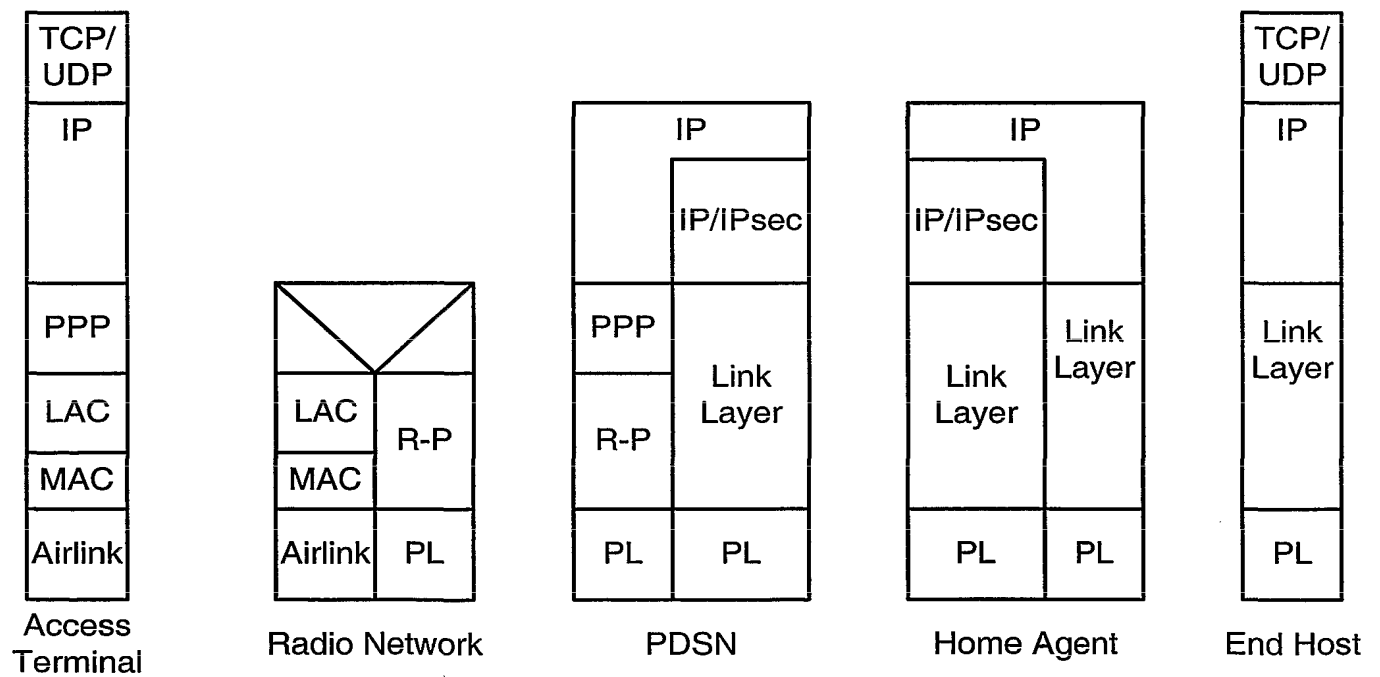 TCP/
UDP
IP
PPP
LAC
MAC
Airlink
Access
Terminal
LAC
MAC
Airlink
R-P
PL
Radio Network
IP
IP/IPsec
PPP
R-P
Link
Layer
PL
PL
PDSN
IP
IP/IPsec
Link
Layer
Link
Layer
PL
PL
Home Agent
TCP/
UDP
IP
Link
Layer
PL
End Host